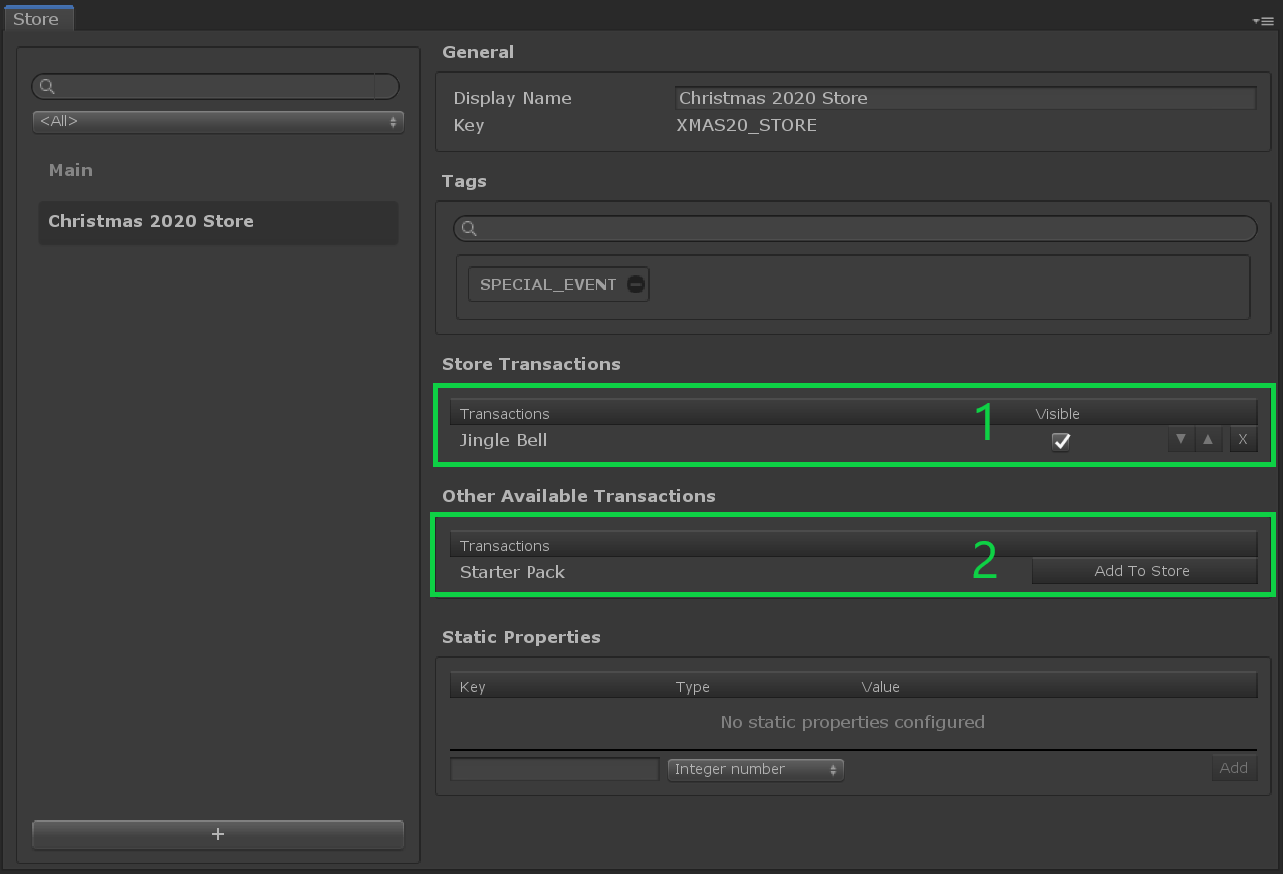 Store
<All>
Main
Christmas 2020 Store
+
General
Display Name Christmas 2020 Store
Key XMAS20_STORE
Tags
SPECIAL_EVENT
Store Transactions
Transactions 1 Visible
Jingle Bell X
Other Available Transactions
Transactions
Starter Pack 2 Add To Store
Static Properties
Key Type Value
No static properties configured
Integer number Add